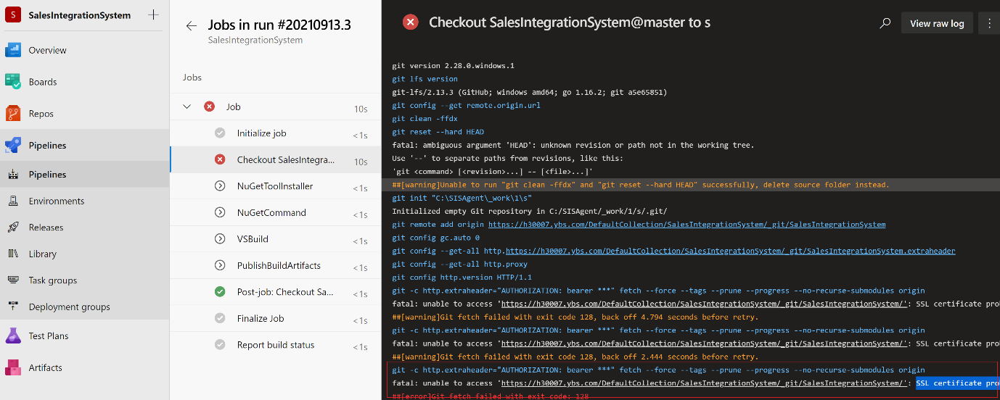 S SalesIntegrationSystem
Overview
Boards
Repos
Pipelines
Pipelines
Environments
Releases
Library
Task groups
Deployment groups
Test Plans
Artifacts
Jobs in run #20210913.3
SalesIntegrationSystem
Jobs
Job 10s
Initialize job <1s
Checkout SalesIntegra... 10s
NuGetToolInstaller <1s
NuGetCommand <1s
VSBuild <1s
PublishBuildArtifacts <1s
Post-job: Checkout Sa... <1s
Finalize Job <1s
Report build status <1s
Checkout SalesIntegrationSystem@master to s
View raw log
git version 2.28.0.windows.1
git lfs version
git-lfs/2.13.3 (GitHub; windows amd64; go 1.16.2; git a5e65851)
git config --get remote.origin.url
git clean -ffdx
git reset --hard HEAD
fatal: ambiguous argument 'HEAD': unknown revision or path not in the working tree.
Use '--' to separate paths from revisions, like this:
'git <command> [<revision>...] -- [<file>...]'
##[warning]Unable to run "git clean -ffdx" and "git reset --hard HEAD" successfully, delete source folder instead.
git init "C:\SISAgent\_work\1\s"
Initialized empty Git repository in C:/SISAgent/_work/1/s/.git/
git remote add origin https://h30007.ybs.com/DefaultCollection/SalesIntegrationSystem/_git/SalesIntegrationSystem
git config gc.auto 0
git config --get-all http.https://h30007.ybs.com/DefaultCollection/SalesIntegrationSystem/_git/SalesIntegrationSystem.extraheader
git config --get-all http.proxy
git config http.version HTTP/1.1
git -c http.extraheader="AUTHORIZATION: bearer ***" fetch --force --tags --prune --progress --no-recurse-submodules origin
fatal: unable to access 'https://h30007.ybs.com/DefaultCollection/SalesIntegrationSystem/_git/SalesIntegrationSystem/': SSL certificate pro
##[warning]Git fetch failed with exit code 128, back off 4.794 seconds before retry.
git -c http.extraheader="AUTHORIZATION: bearer ***" fetch --force --tags --prune --progress --no-recurse-submodules origin
fatal: unable to access 'https://h30007.ybs.com/DefaultCollection/SalesIntegrationSystem/_git/SalesIntegrationSystem/': SSL certificate pro
##[warning]Git fetch failed with exit code 128, back off 2.444 seconds before retry.
git -c http.extraheader="AUTHORIZATION: bearer ***" fetch --force --tags --prune --progress --no-recurse-submodules origin
fatal: unable to access 'https://h30007.ybs.com/DefaultCollection/SalesIntegrationSystem/_git/SalesIntegrationSystem/': SSL certificate pro
##[error]Git fetch failed with exit code: 128